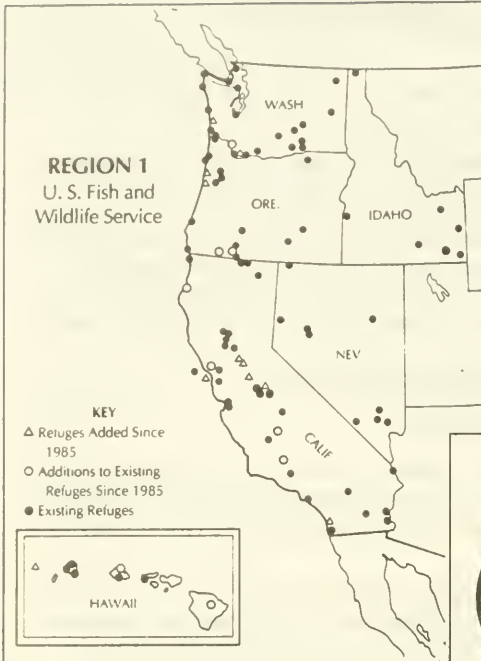 WASH
REGION 1
U. S. Fish and
Wildlife Service
ORE.
IDAHO
NEV
CALIF
KEY
△ Refuges Added Since
1985
○ Additions to Existing
Refuges Since 1985
● Existing Refuges
HAWAII